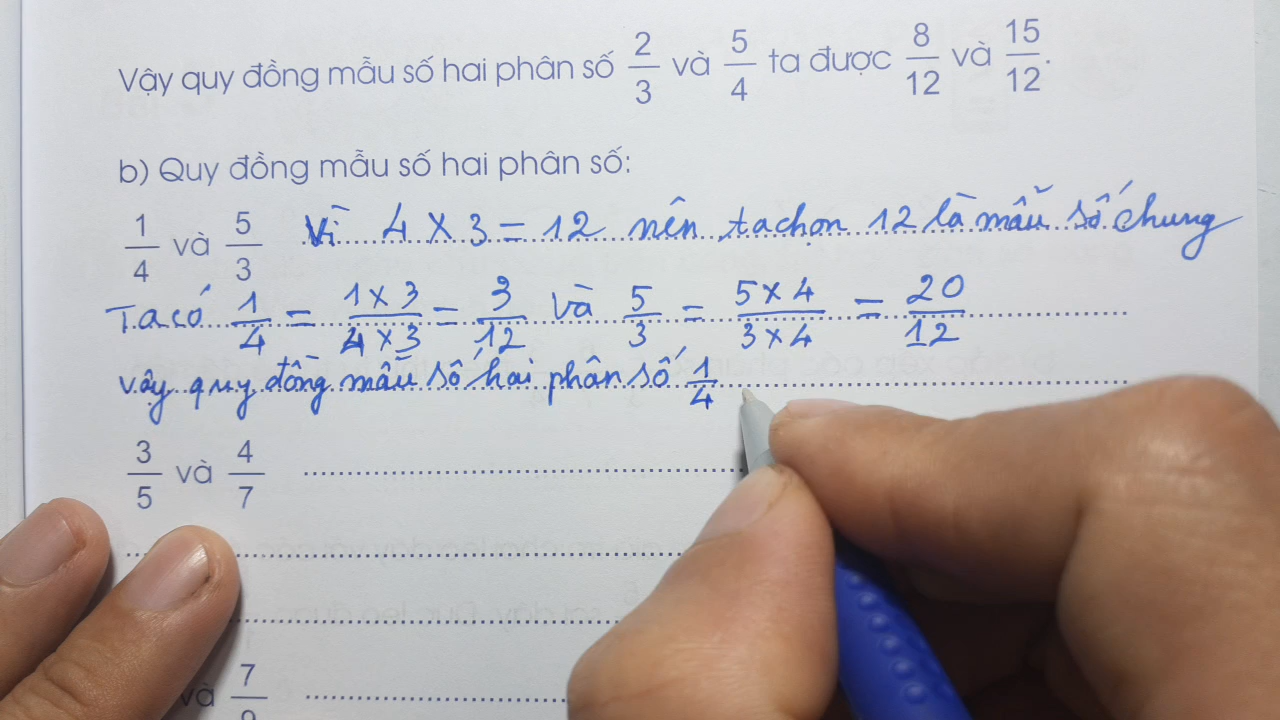 Vậy quy đồng mẫu số hai phân số 2/3 và 5/4 ta được 8/12 và 15/12.
b) Quy đồng mẫu số hai phân số:
1/4 và 5/3 Vì 4 x 3 = 12 nên ta chọn 12 là mẫu số chung
Ta có 1/4 = 1 x 3/4 x 3 = 3/12 và 5/3 = 5 x 4/3 x 4 = 20/12
vậy quy đồng mẫu số hai phân số 1/4
3/5 và 4/7
và 7/9